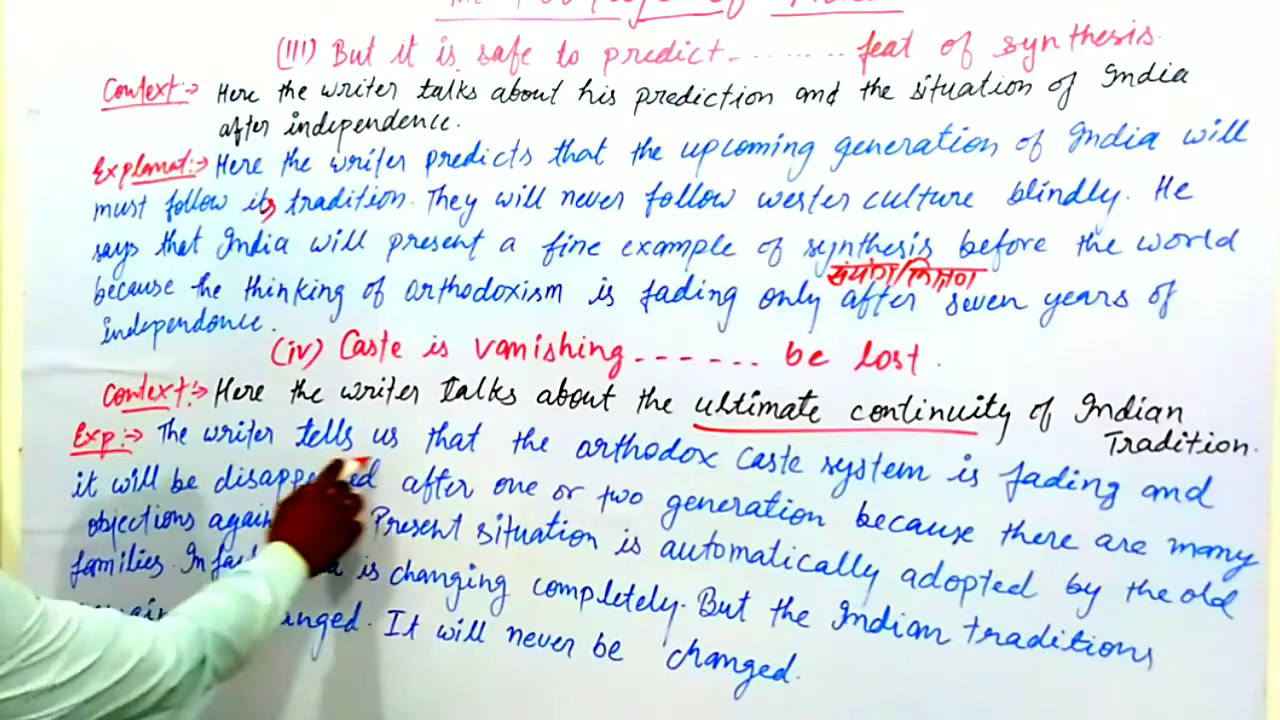 (III) But it is safe to predict......... feat of synthesis.
Context:-> Here the writer talks about his prediction and the situation of India
after independence.
Explanat:-> Here the writer predicts that the upcoming generation of India will
must follow its tradition. They will never follow wester culture blindly. He
says that India will present a fine example of synthesis before the world
संयोग/मिश्रण
because the thinking of orthodoxism is fading only after seven years of
independence.
(iv) Caste is vanishing------ be lost.
Context:-> Here the writer talks about the ultimate continuity of Indian
Tradition.
Exp:-> The writer tells us that the orthodox caste system is fading and
it will be disappeared after one or two generation because there are many
objections Present situation is automatically adopted by the old
families. In is changing completely. But the Indian traditions
It will never be changed.